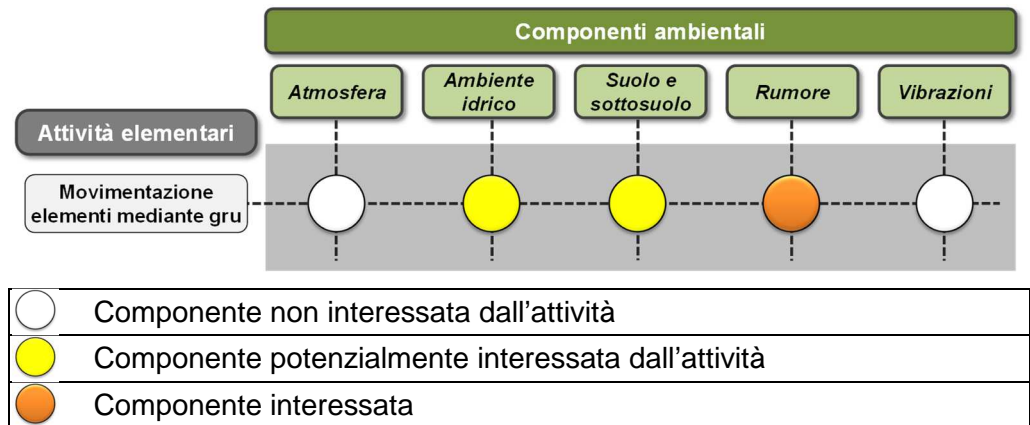 Componenti ambientali
Atmosfera
Ambiente
idrico
Suolo e
sottosuolo
Rumore
Vibrazioni
Attività elementari
Movimentazione
elementi mediante gru
Componente non interessata dall’attività
Componente potenzialmente interessata dall’attività
Componente interessata